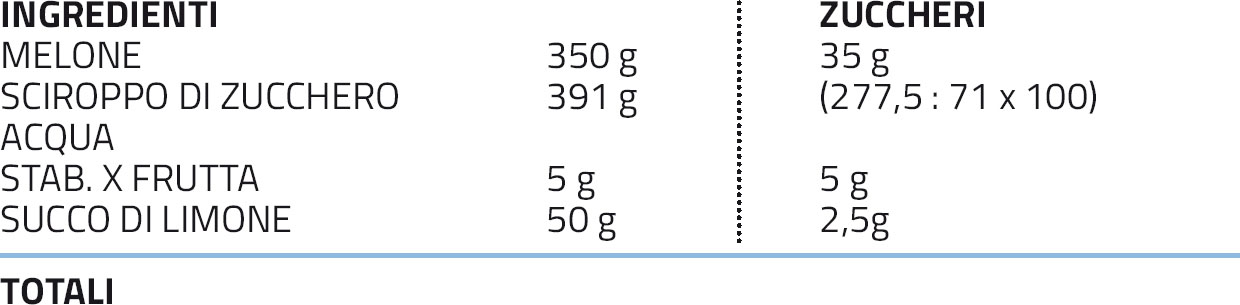 INGREDIENTI ZUCCHERI
MELONE 350 g 35 g
SCIROPPO DI ZUCCHERO 391 g (277,5 : 71 x 100)
ACQUA
STAB. X FRUTTA 5 g 5 g
SUCCO DI LIMONE 50 g 2,5g
TOTALI